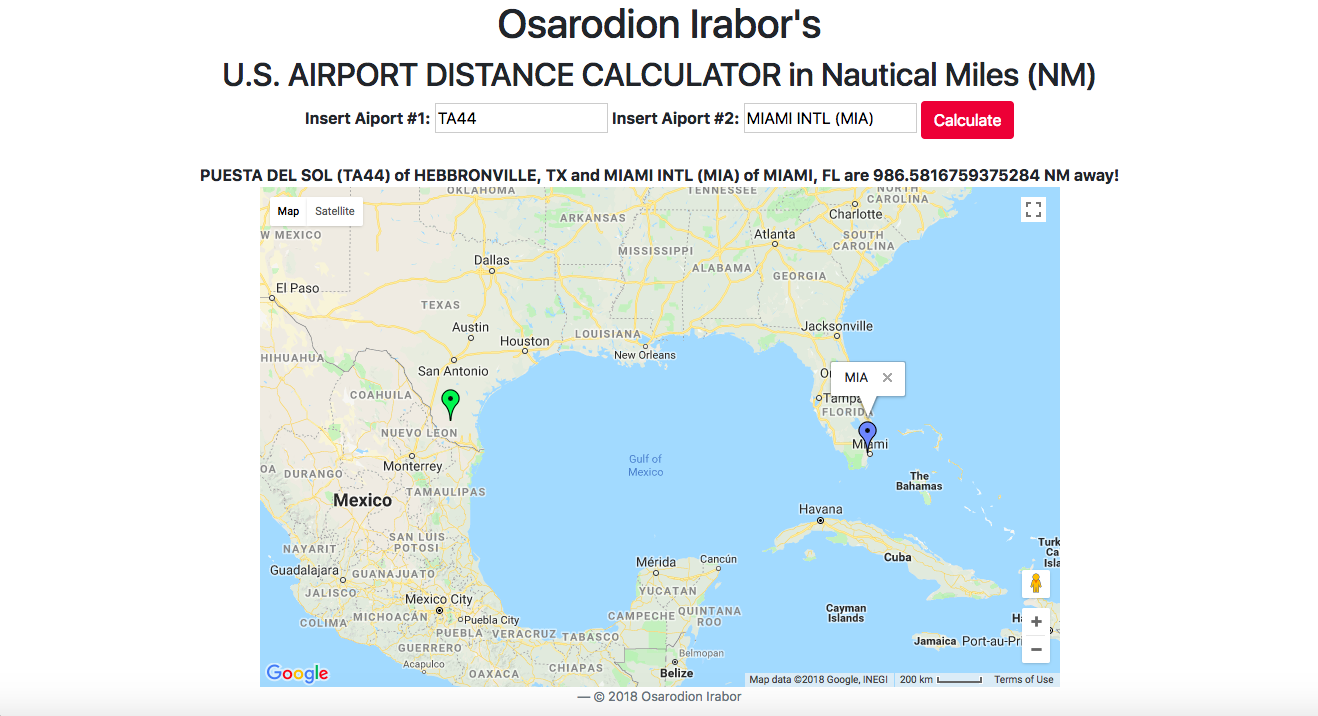 Osarodion Irabor's
U.S. AIRPORT DISTANCE CALCULATOR in Nautical Miles (NM)
Insert Aiport #1: TA44 Insert Aiport #2: MIAMI INTL (MIA) Calculate
PUESTA DEL SOL (TA44) of HEBBRONVILLE, TX and MIAMI INTL (MIA) of MIAMI, FL are 986.5816759375284 NM away!
OKLAHOMA
TENNESSEE
NORTH
CAROLINA
Map Satellite
Charlotte
ARKANSAS
W MEXICO
Atlanta
SOUTH
CAROLINA
MISSISSIPPI
Dallas
ALABAMA
GEORGIA
El Paso
TEXAS
Austin
Jacksonville
LOUISIANA
Houston
New Orleans
HIHUAHUA
San Antonio
MIA
COAHUILA
Tampa
FLORIDA
NUEVO LEON
Miami
Gulf of
Mexico
Monterrey
OA
DURANGO
The
Bahamas
TAMAULIPAS
Mexico
Havana
SAN LUIS
POTOSI
Turk
Ca
Isla
NAYARIT
Cuba
Mérida
Cancún
Guadalajara
GUANAJUATO
JALISCO
YUCATAN
Mexico City
Cayman
Islands
CAMPECHE
QUINTANA
ROO
COLIMA
MICHOACÁN
Puebla City
PUEBLA
VERACRUZ
TABASCO
Jamaica
Port-au-Pri
GUERRERO
Belmopan
Acapulco
CHIAPAS
OAXACA
Belize
Google
Map data ©2018 Google, INEGI 200 km Terms of Use
— © 2018 Osarodion Irabor